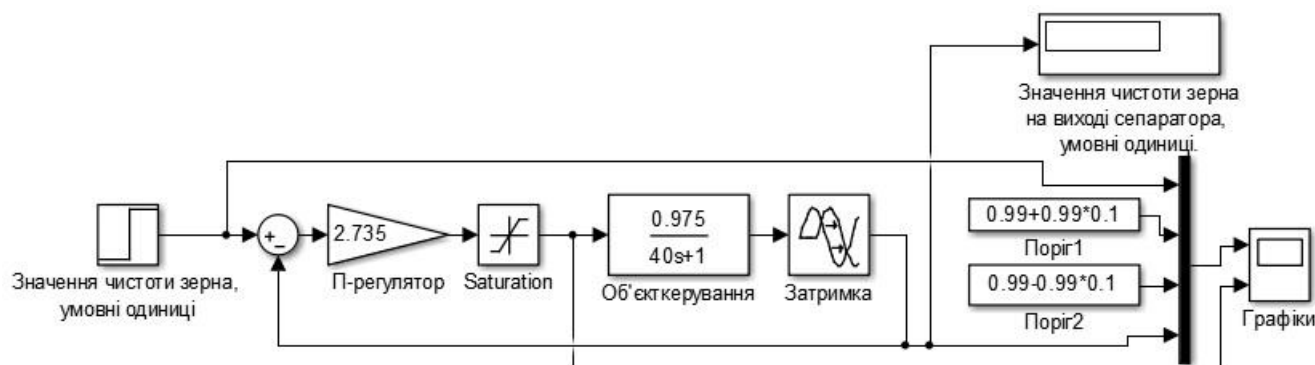 Значення чистоти зерна
на виході сепаратора,
умовні одиниці.
0.99+0.99*0.1
Поріг1
0.99-0.99*0.1
Поріг2
Графіки
+
−
2.735
0.975
40s+1
Значення чистоти зерна,
умовні одиниці
П-регулятор
Saturation
Об'єкткерування
Затримка